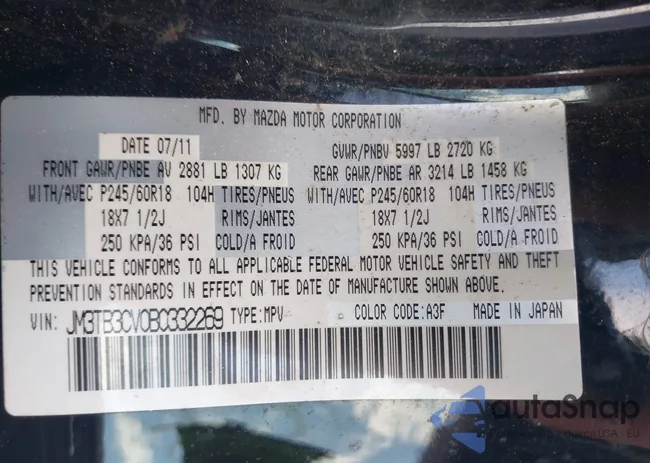 MFD. BY MAZDA MOTOR CORPORATION
DATE 07/11 GVWR/PNBV 5997 LB 2720 KG
FRONT GAWR/PNBE AV 2881 LB 1307 KG REAR GAWR/PNBE AR 3214 LB 1458 KG
WITH/AVEC P245/60R18 104H TIRES/PNEUS WITH/AVEC P245/60R18 104H TIRES/PNEUS
18X7 1/2J RIMS/JANTES 18X7 1/2J RIMS/JANTES
250 KPA/36 PSI COLD/A FROID 250 KPA/36 PSI COLD/A FROID
THIS VEHICLE CONFORMS TO ALL APPLICABLE FEDERAL MOTOR VEHICLE SAFETY AND THEFT
PREVENTION STANDARDS IN EFFECT ON THE DATE OF MANUFACTURE SHOWN ABOVE.
VIN: JM3TB3CV0B0332269 TYPE:MPV COLOR CODE:A3F MADE IN JAPAN
AutaSnap